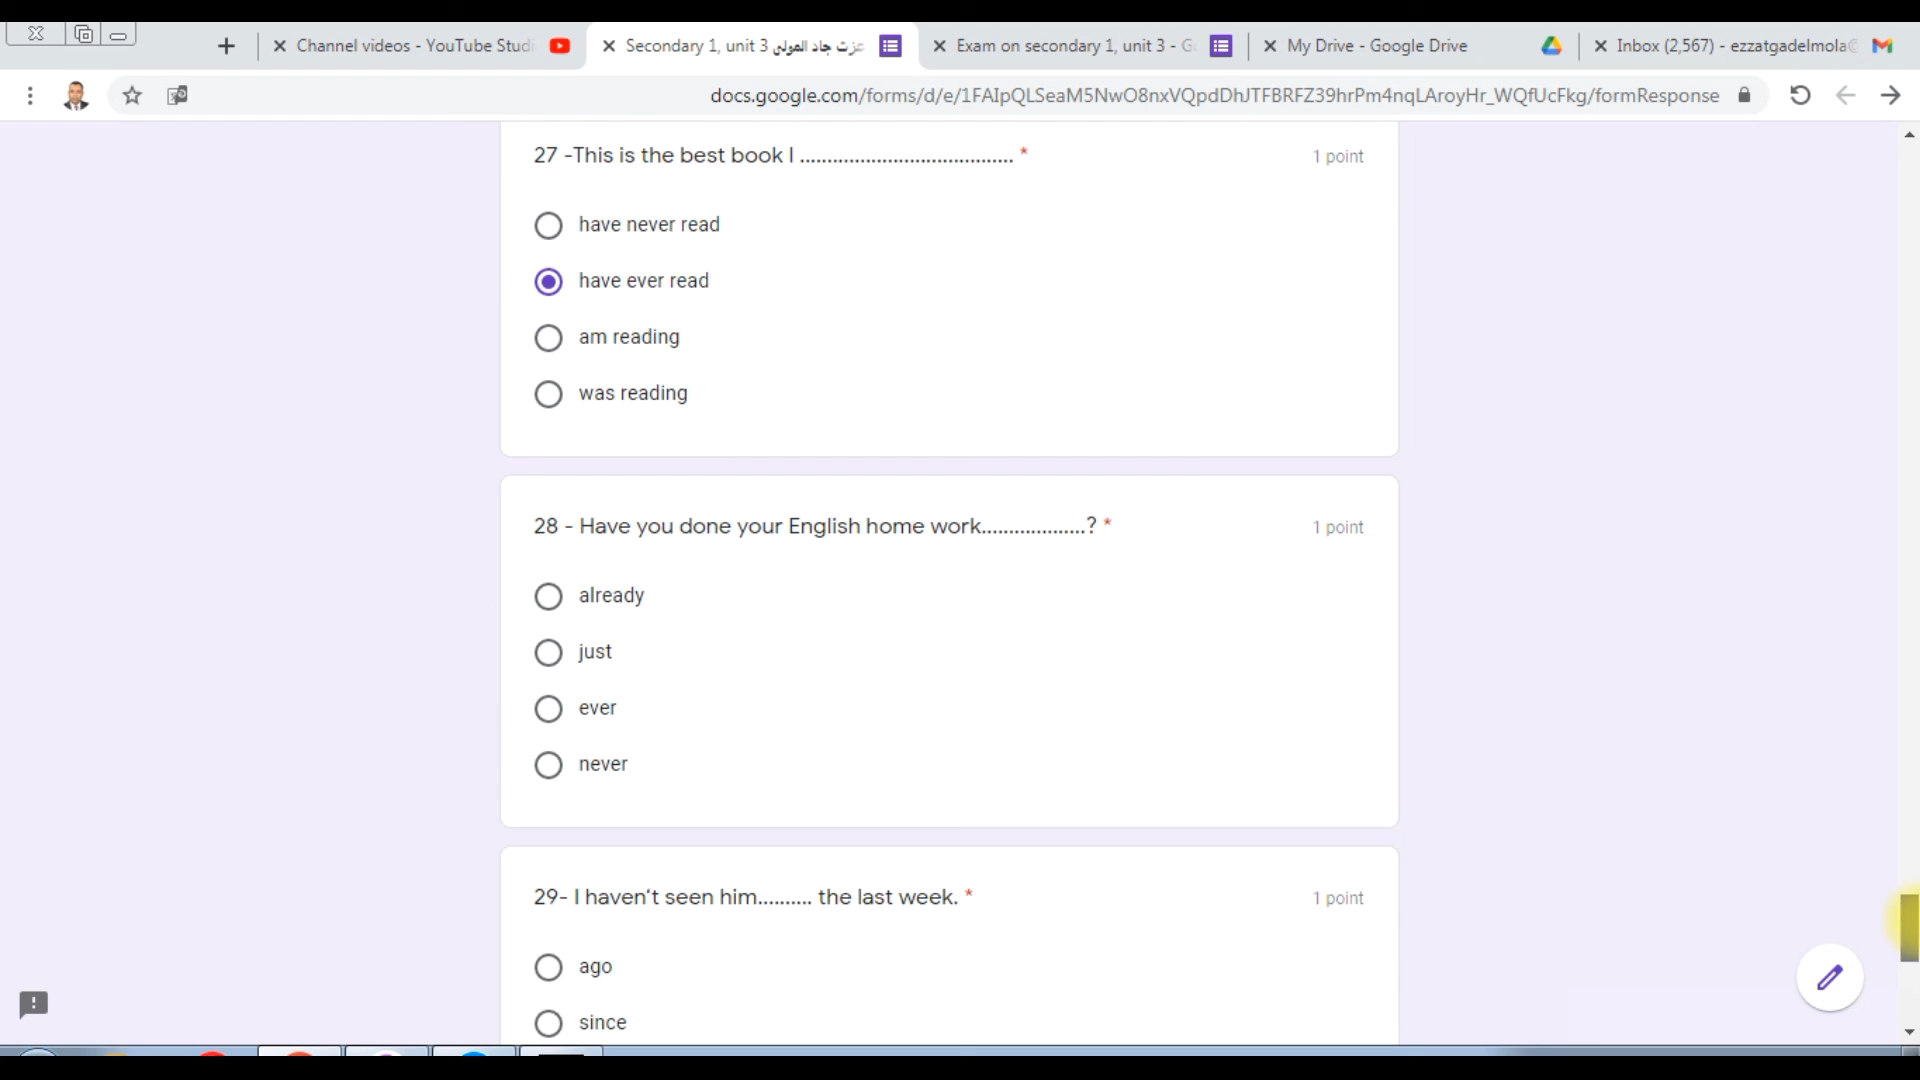 Channel videos - YouTube Studi
Secondary 1, unit 3 عزت جاد المولى
Exam on secondary 1, unit 3 - G
My Drive - Google Drive
Inbox (2,567) - ezzatgadelmola@
docs.google.com/forms/d/e/1FAIpQLSeaM5NwO8nxVQpdDhJTFBRFZ39hrPm4nqLAroyHr_WQfUcFkg/formResponse
27 -This is the best book I ....................................... *
1 point
have never read
have ever read
am reading
was reading
28 - Have you done your English home work...................? *
1 point
already
just
ever
never
29- I haven't seen him.......... the last week. *
1 point
ago
since